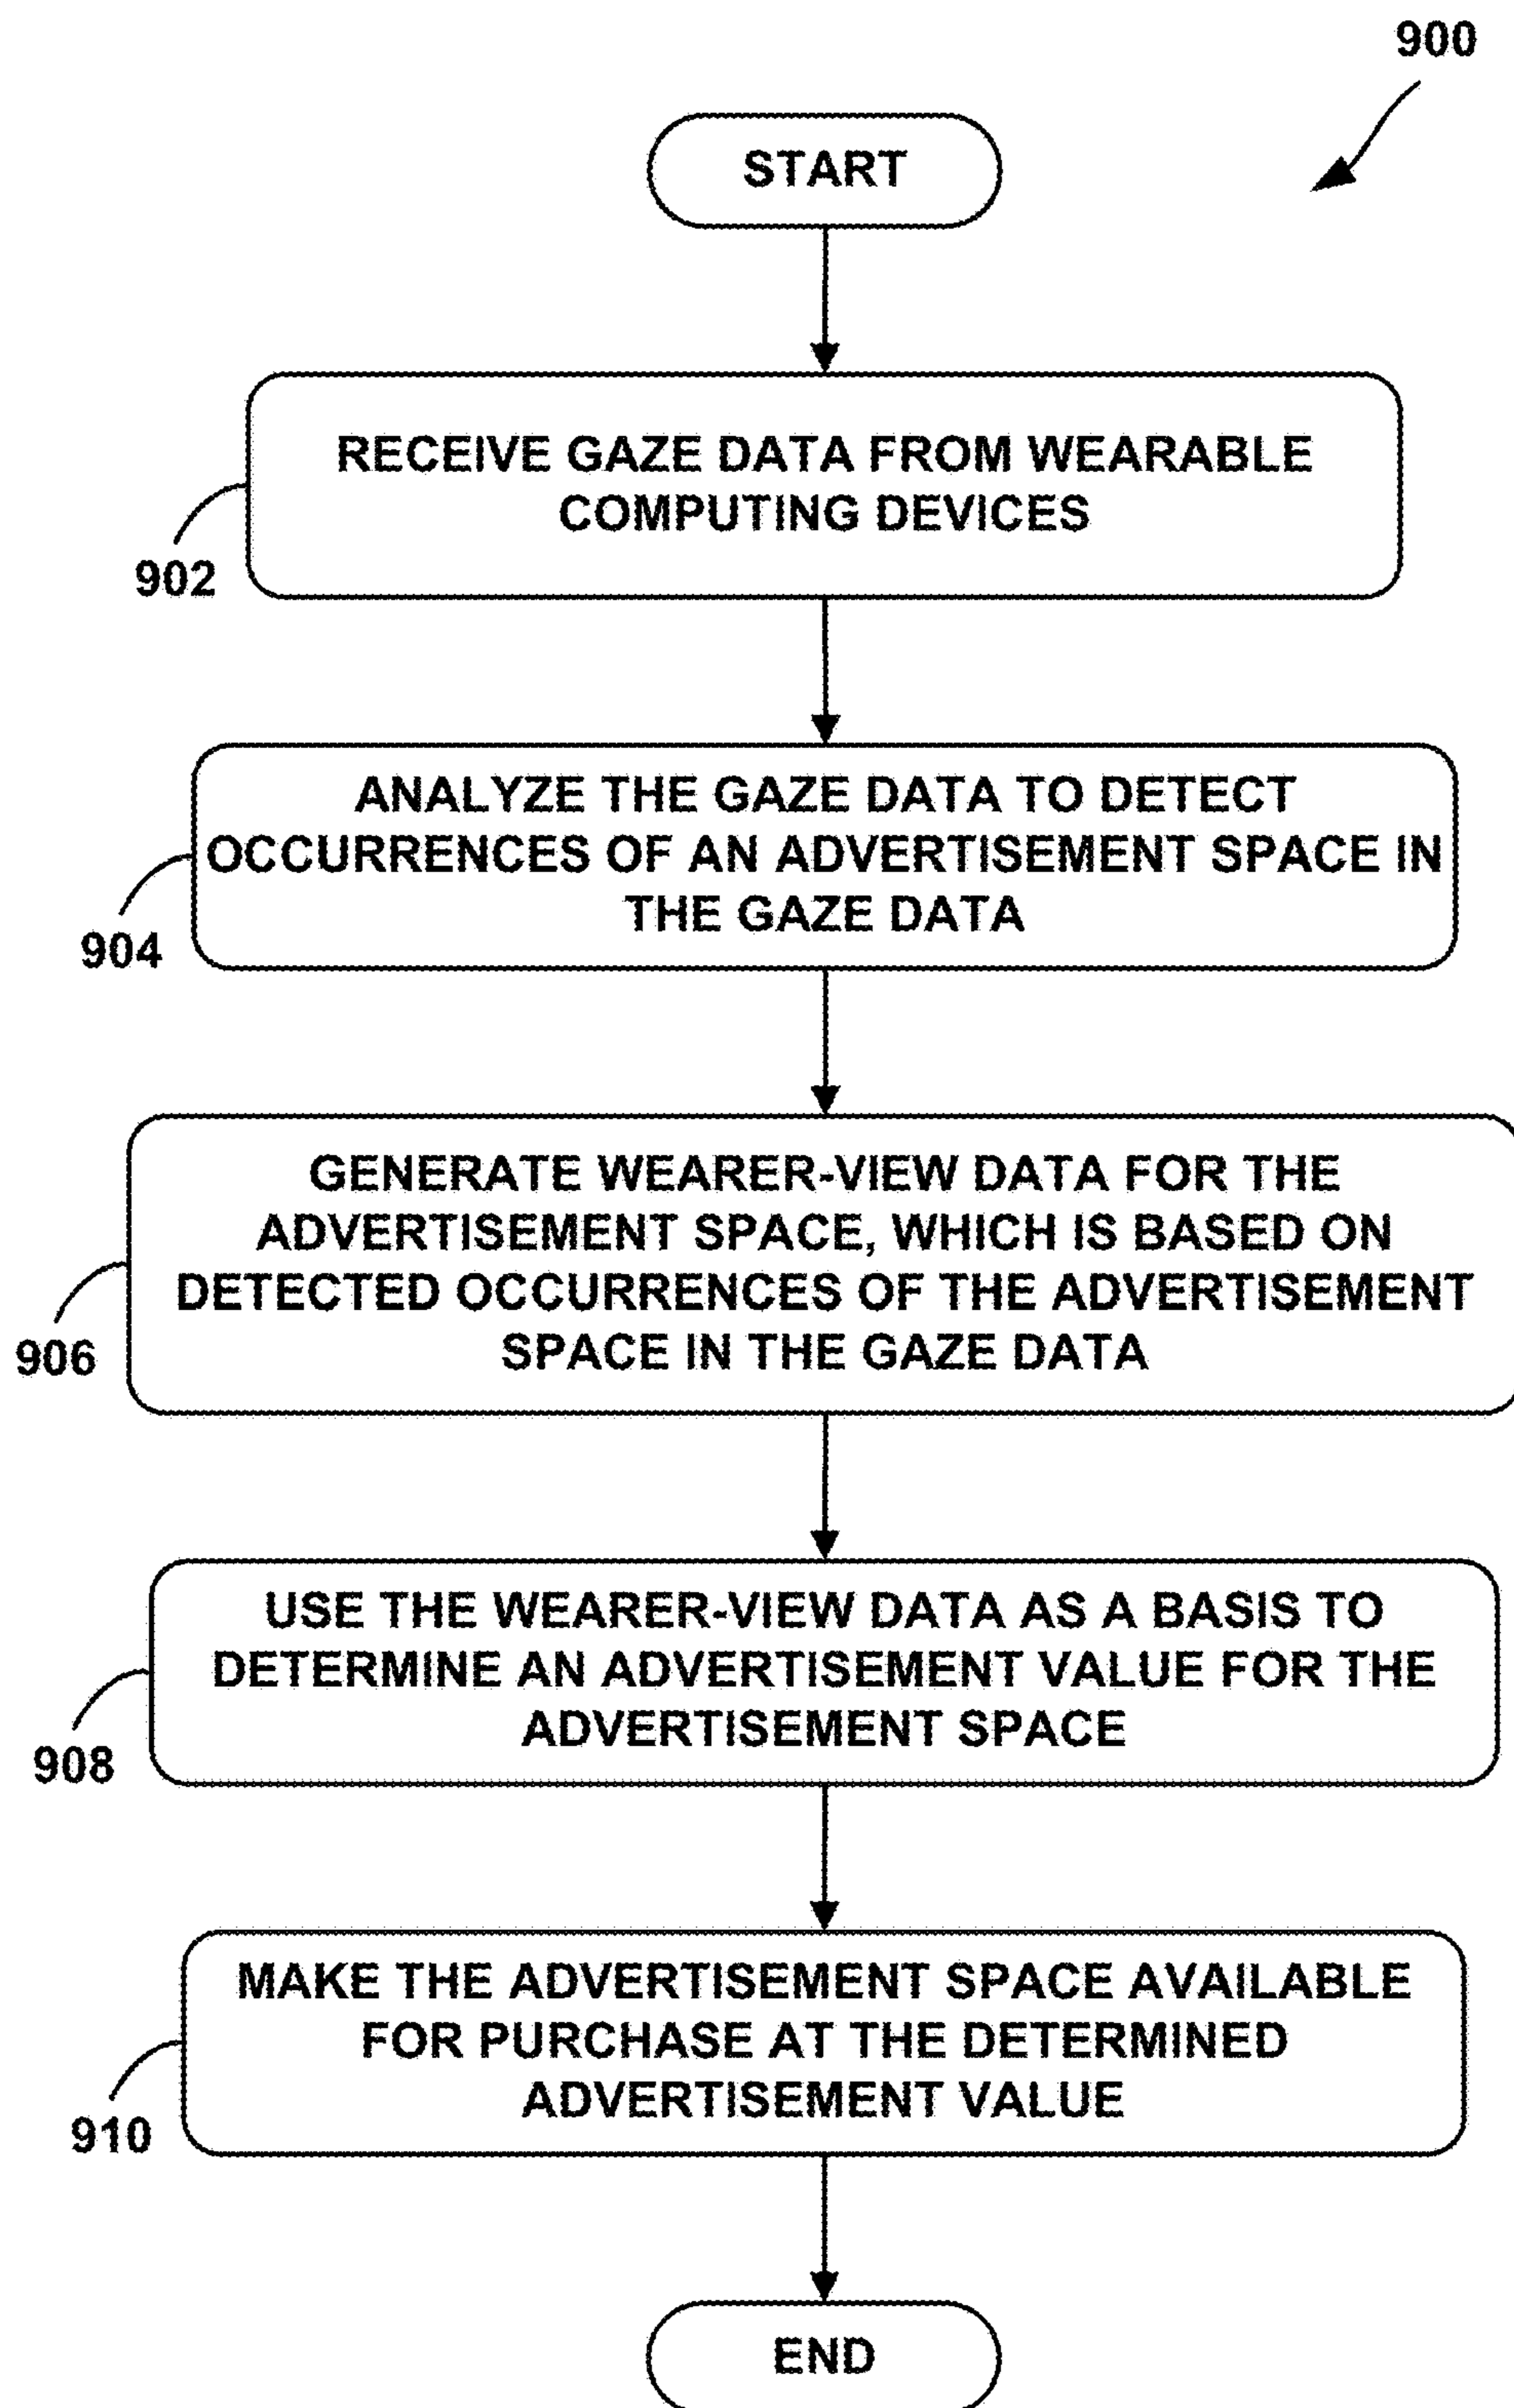 900
START
RECEIVE GAZE DATA FROM WEARABLE
COMPUTING DEVICES
902
ANALYZE THE GAZE DATA TO DETECT
OCCURRENCES OF AN ADVERTISEMENT SPACE IN
THE GAZE DATA
904
GENERATE WEARER-VIEW DATA FOR THE
ADVERTISEMENT SPACE, WHICH IS BASED ON
DETECTED OCCURRENCES OF THE ADVERTISEMENT
SPACE IN THE GAZE DATA
906
USE THE WEARER-VIEW DATA AS A BASIS TO
DETERMINE AN ADVERTISEMENT VALUE FOR THE
ADVERTISEMENT SPACE
908
MAKE THE ADVERTISEMENT SPACE AVAILABLE
FOR PURCHASE AT THE DETERMINED
ADVERTISEMENT VALUE
910
END